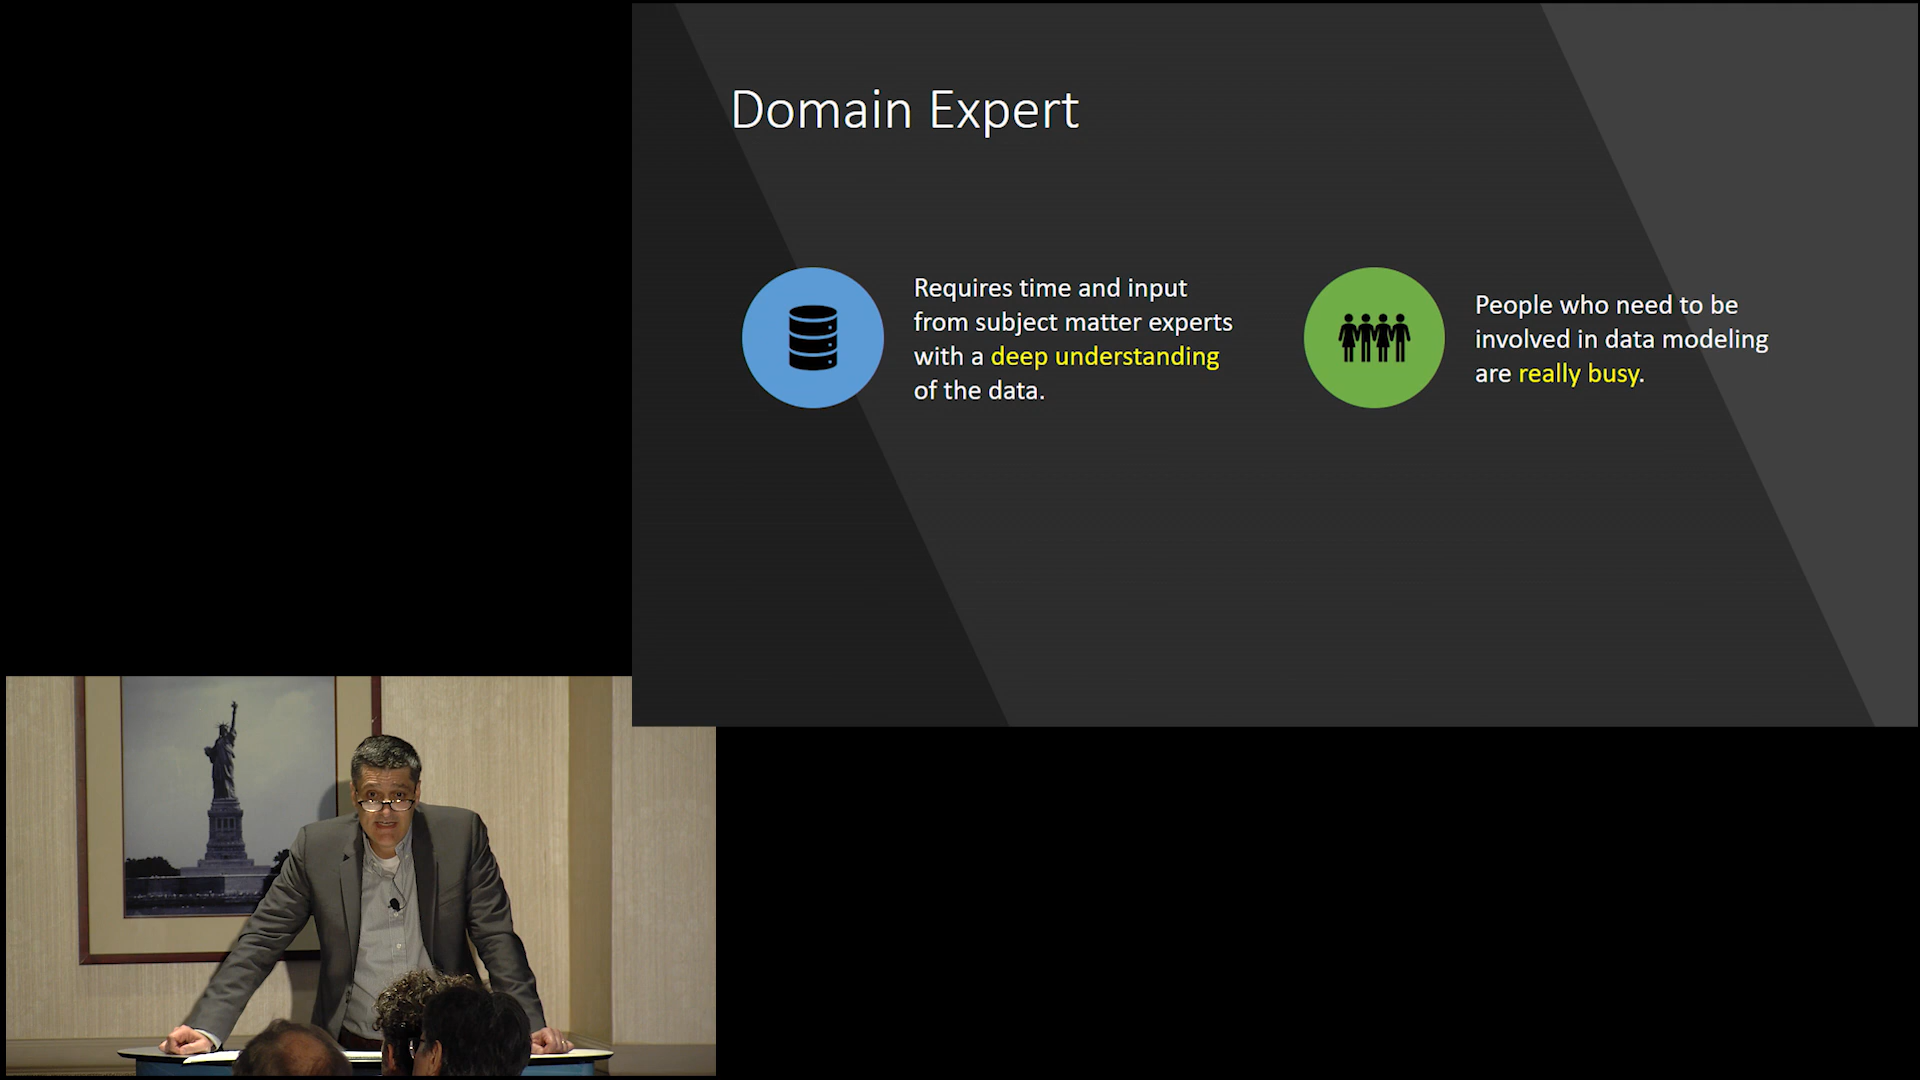 Domain Expert
Requires time and input
from subject matter experts
with a deep understanding
of the data.
People who need to be
involved in data modeling
are really busy.